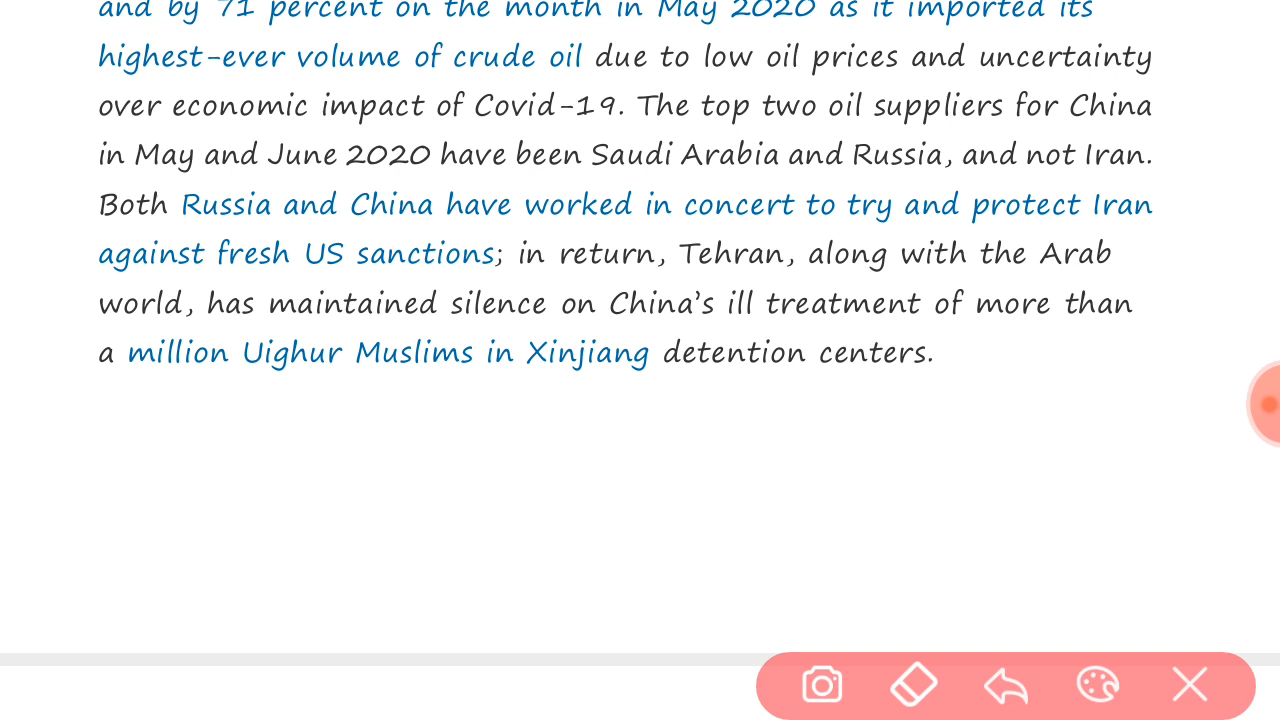 and by 71 percent on the month in May 2020 as it imported its
highest-ever volume of crude oil due to low oil prices and uncertainty
over economic impact of Covid-19. The top two oil suppliers for China
in May and June 2020 have been Saudi Arabia and Russia, and not Iran.
Both Russia and China have worked in concert to try and protect Iran
against fresh US sanctions; in return, Tehran, along with the Arab
world, has maintained silence on China's ill treatment of more than
a million Uighur Muslims in Xinjiang detention centers.